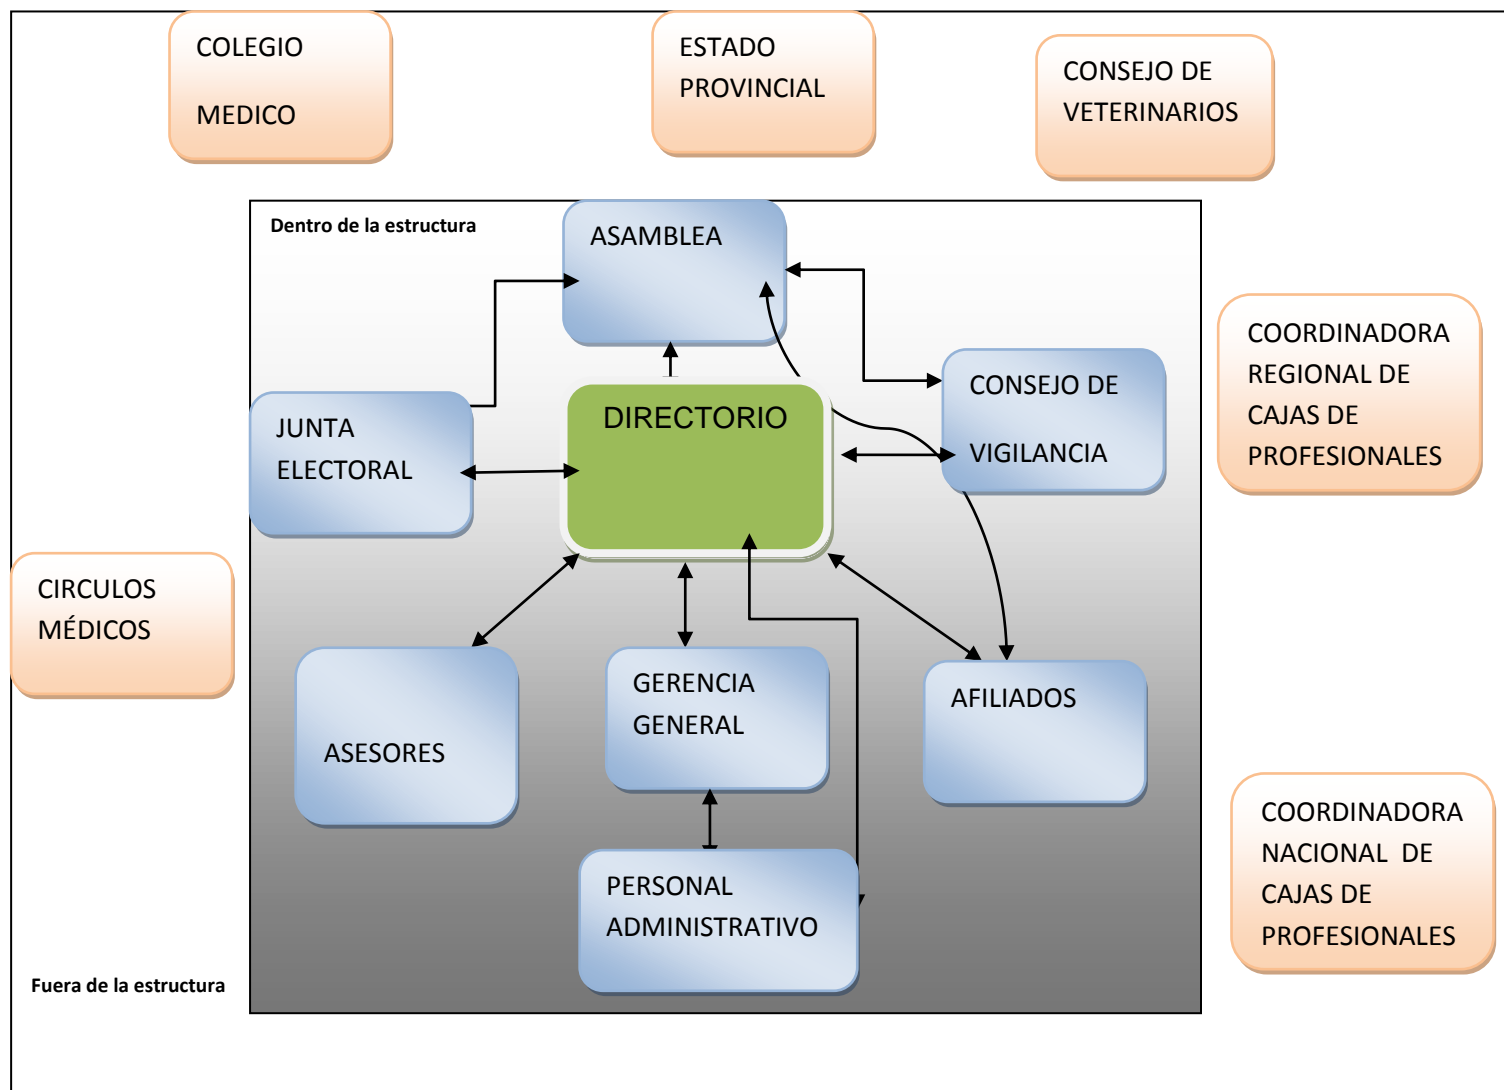 COLEGIO
MEDICO
ESTADO
PROVINCIAL
CONSEJO DE
VETERINARIOS
Dentro de la estructura
ASAMBLEA
COORDINADORA
REGIONAL DE
CAJAS DE
PROFESIONALES
CONSEJO DE
VIGILANCIA
DIRECTORIO
JUNTA
ELECTORAL
CIRCULOS
MÉDICOS
ASESORES
GERENCIA
GENERAL
AFILIADOS
COORDINADORA
NACIONAL DE
CAJAS DE
PROFESIONALES
PERSONAL
ADMINISTRATIVO
Fuera de la estructura